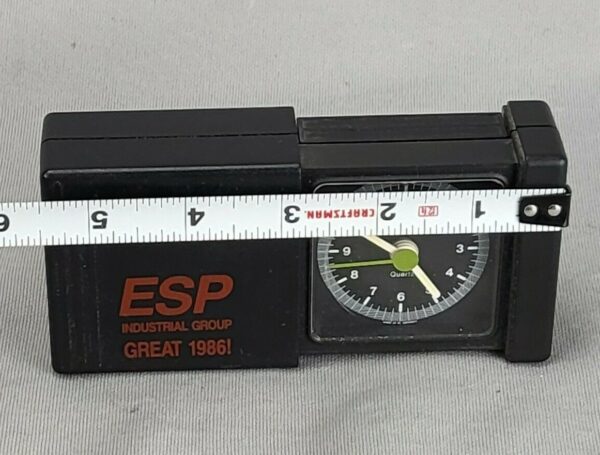 6 5 4 3 CRAFTSMAN. 2 1
9 3
8 Quartz 4
7 6
ESP
INDUSTRIAL GROUP
GREAT 1986!